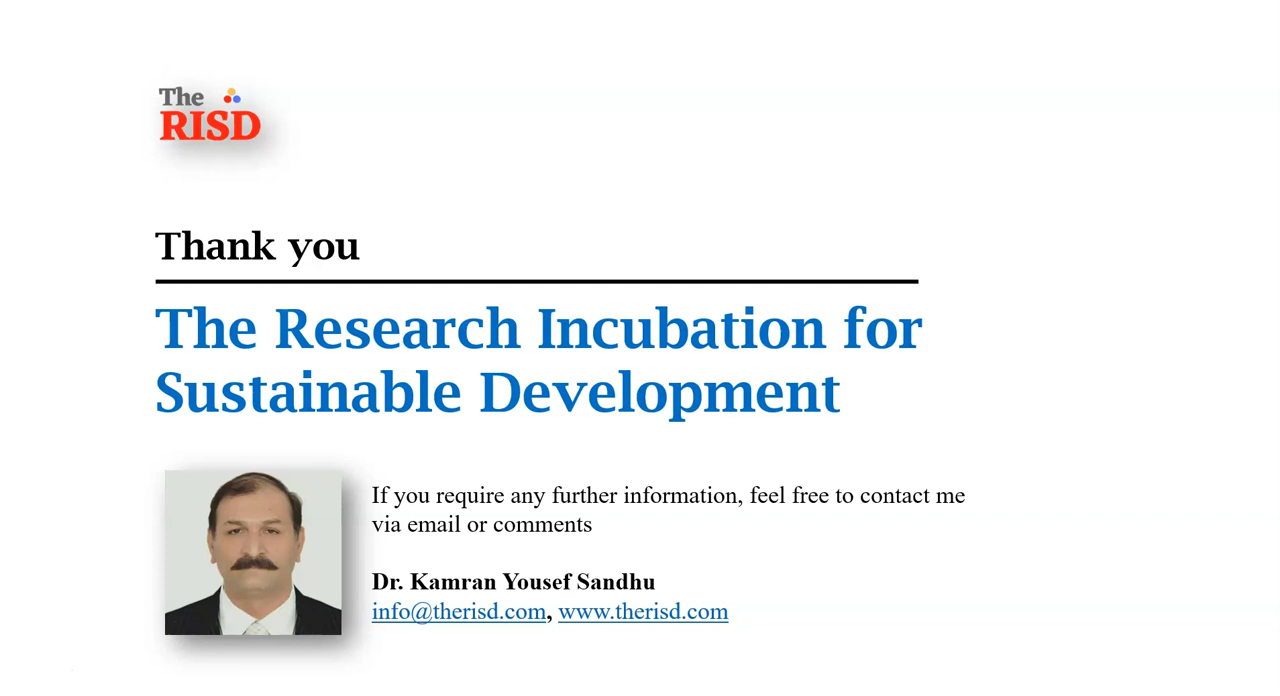 The
RISD
Thank you
The Research Incubation for
Sustainable Development
If you require any further information, feel free to contact me
via email or comments
Dr. Kamran Yousef Sandhu
info@therisd.com, www.therisd.com